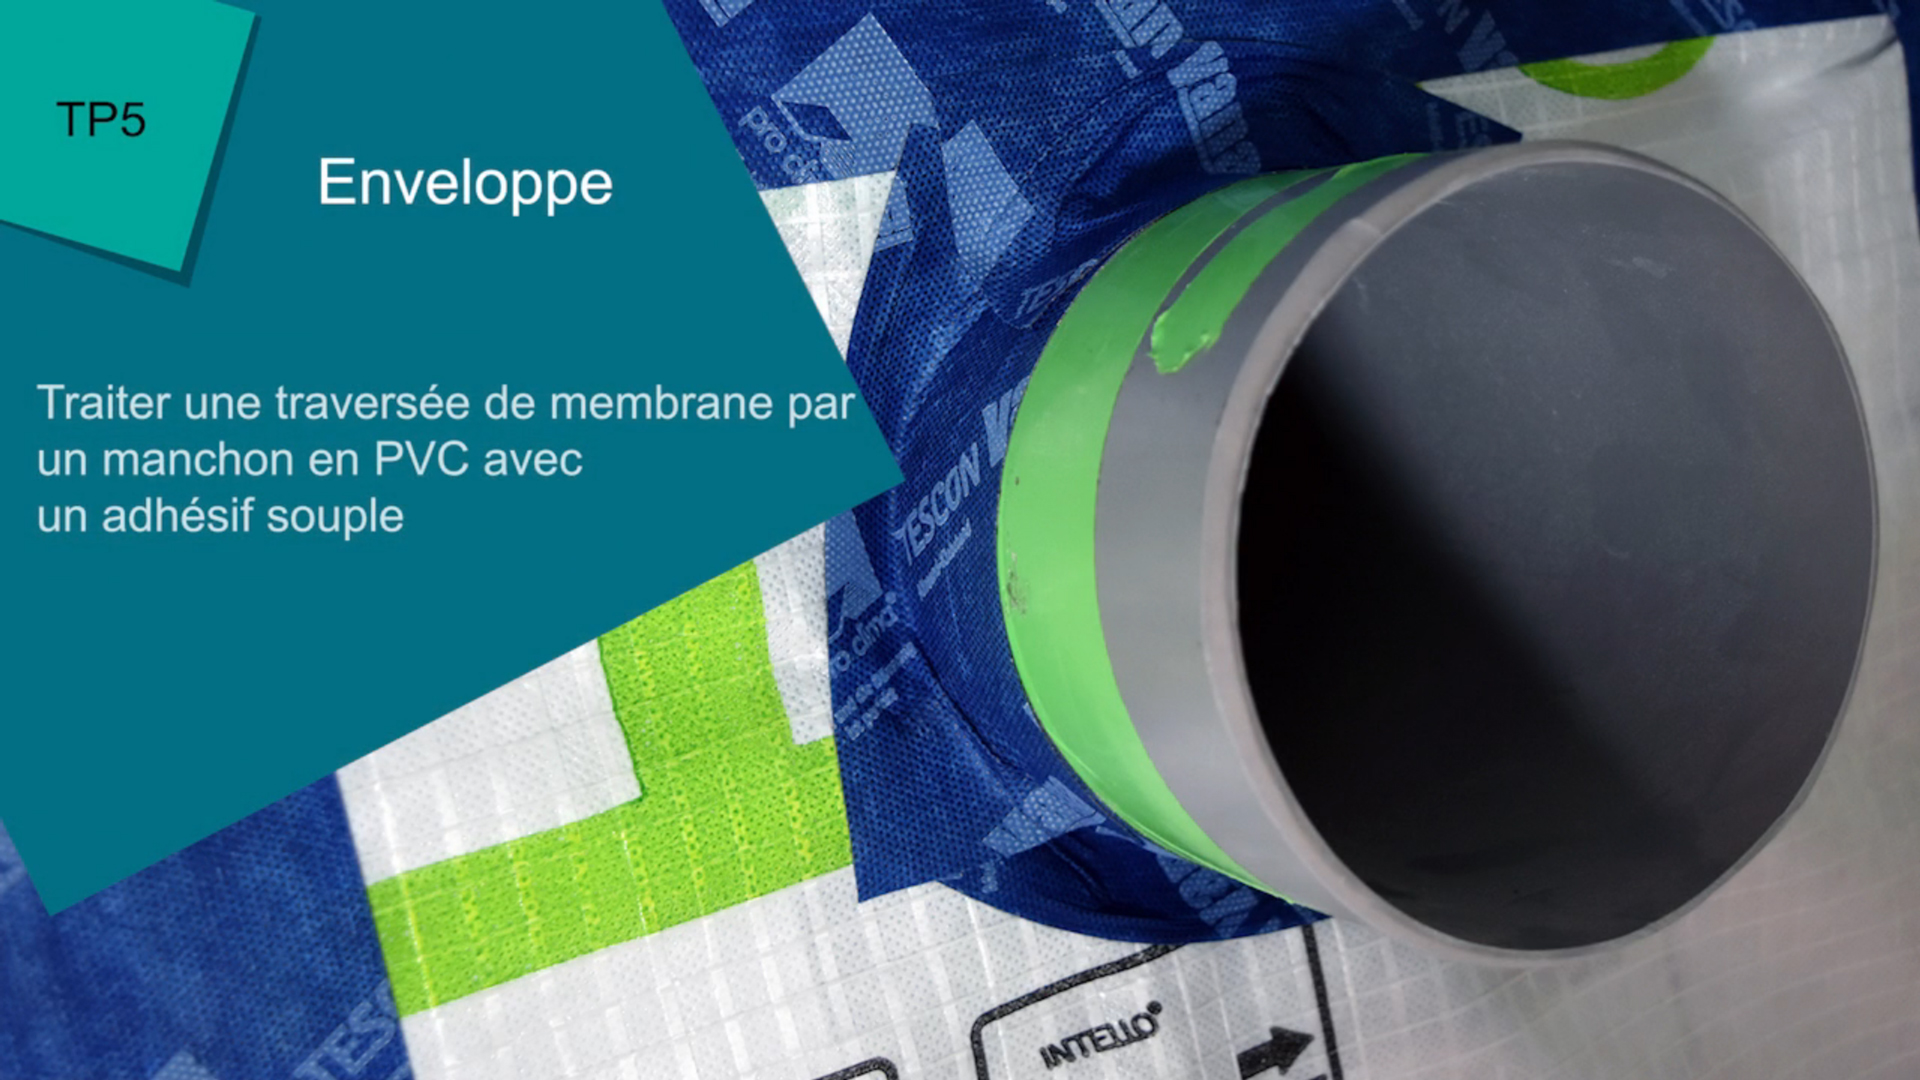 TP5
Enveloppe
Traiter une traversée de membrane par
un manchon en PVC avec
un adhésif souple
TESCON
INTELLO